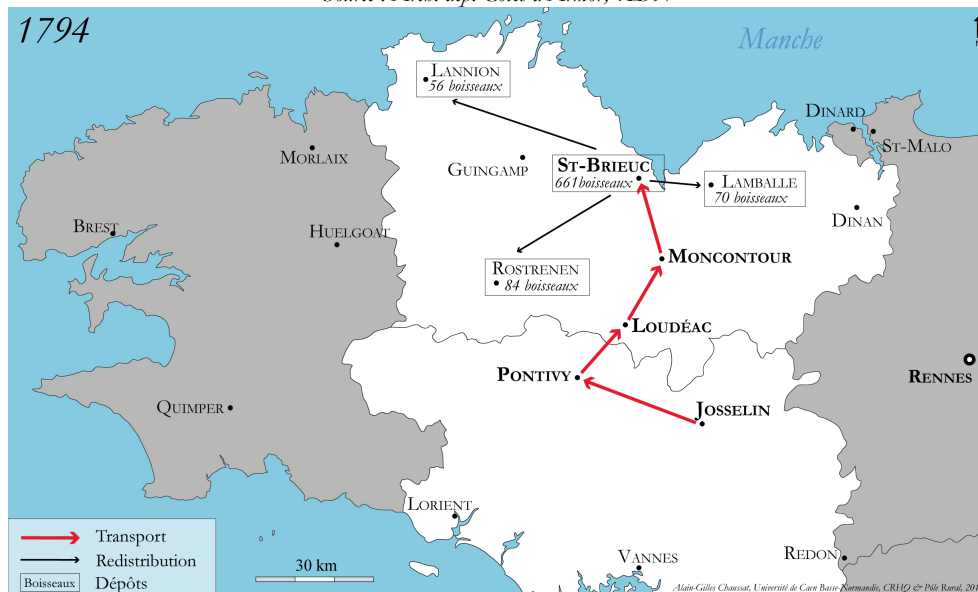 1794
Manche
LANNION
56 boisseaux
DINARD
ST-MALO
MORLAIX
GUINGAMP
ST-BRIEUC
661 boisseaux
LAMBALLE
70 boisseaux
DINAN
BREST
HUELGOAT
MONCONTOUR
ROSTRENEN
84 boisseaux
LOUDÉAC
PONTIVY
RENNES
JOSSELIN
QUIMPER
LORIENT
VANNES
REDON
Transport
Redistribution
Boisseaux Dépôts
30 km
Alain-Gilles Chaussat, Université de Caen Basse-Normandie, CRHQ & Pôle Rural,